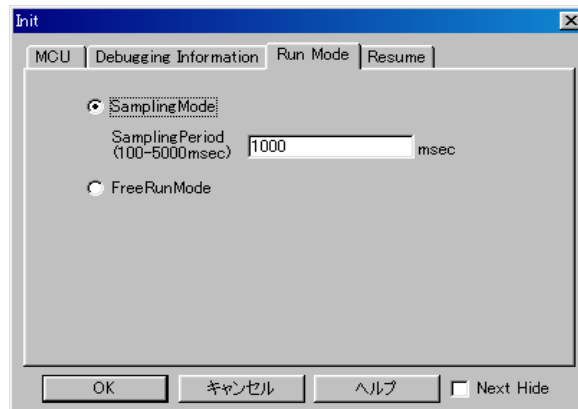 Init
MCU Debugging Information Run Mode Resume
SamplingMode
SamplingPeriod
(100-5000msec) 1000 msec
FreeRunMode
OK キャンセル ヘルプ Next Hide